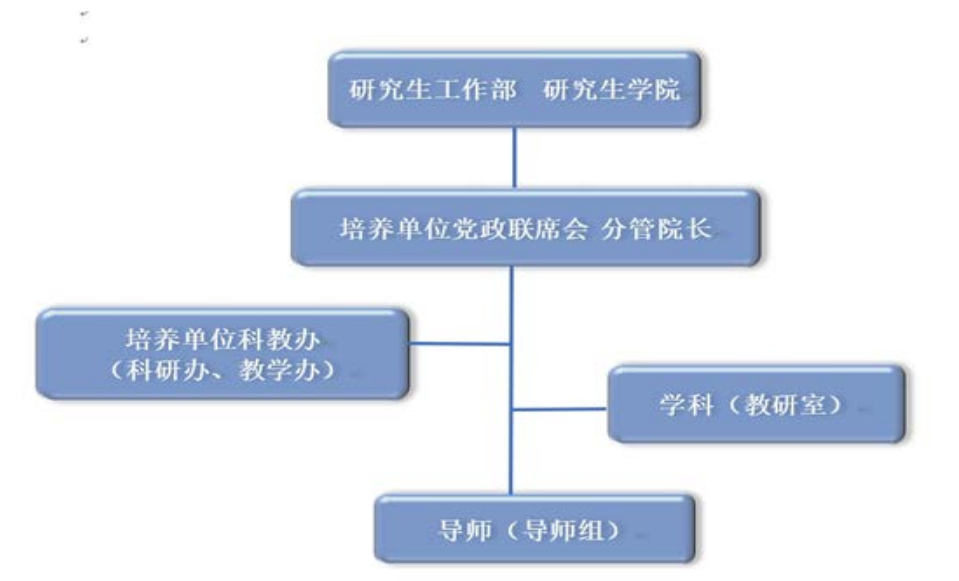 研究生工作部 研究生学院
培养单位党政联席会 分管院长
培养单位科教办
（科研办、教学办）
学科（教研室）
导师（导师组）